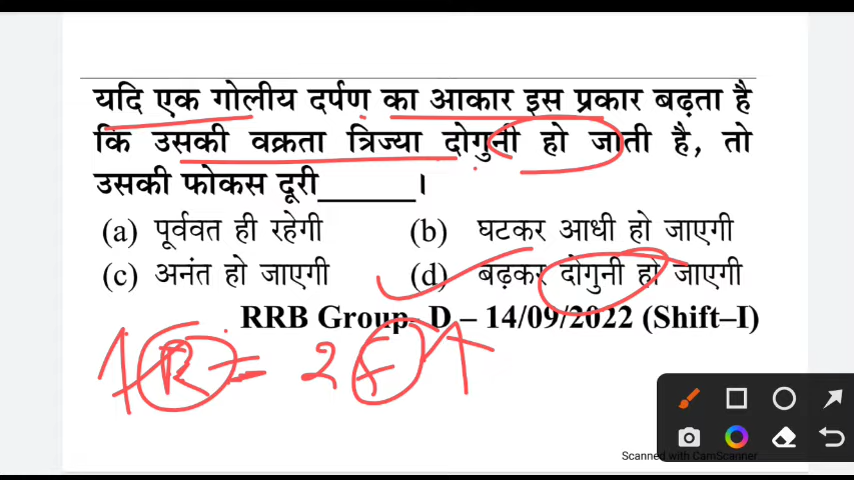 यदि एक गोलीय दर्पण का आकार इस प्रकार बढ़ता है
कि उसकी वक्रता त्रिज्या दोगुनी हो जाती है, तो
उसकी फोकस दूरी______ ।
(a) पूर्ववत ही रहेगी (b) घटकर आधी हो जाएगी
(c) अनंत हो जाएगी (d) बढ़कर दोगुनी हो जाएगी
RRB Group- D – 14/09/2022 (Shift–I)
↑R = 2f↑
Scanned with CamScanner